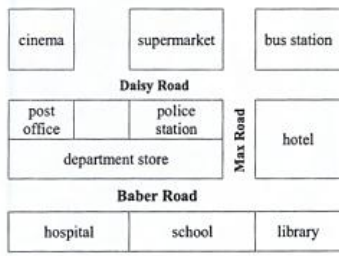 cinema
supermarket
bus station
Daisy Road
post
office
police
station
Max Road
hotel
department store
Baber Road
hospital
school
library